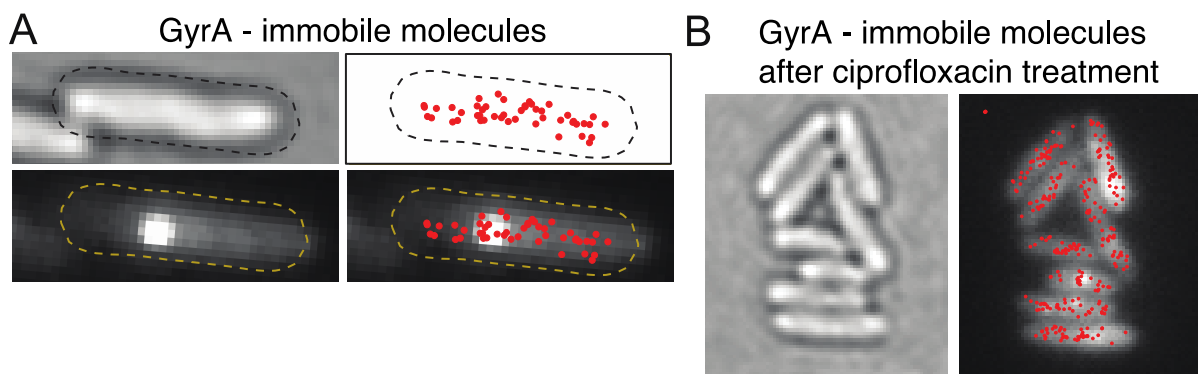 A
GyrA - immobile molecules
B
GyrA - immobile molecules
after ciprofloxacin treatment